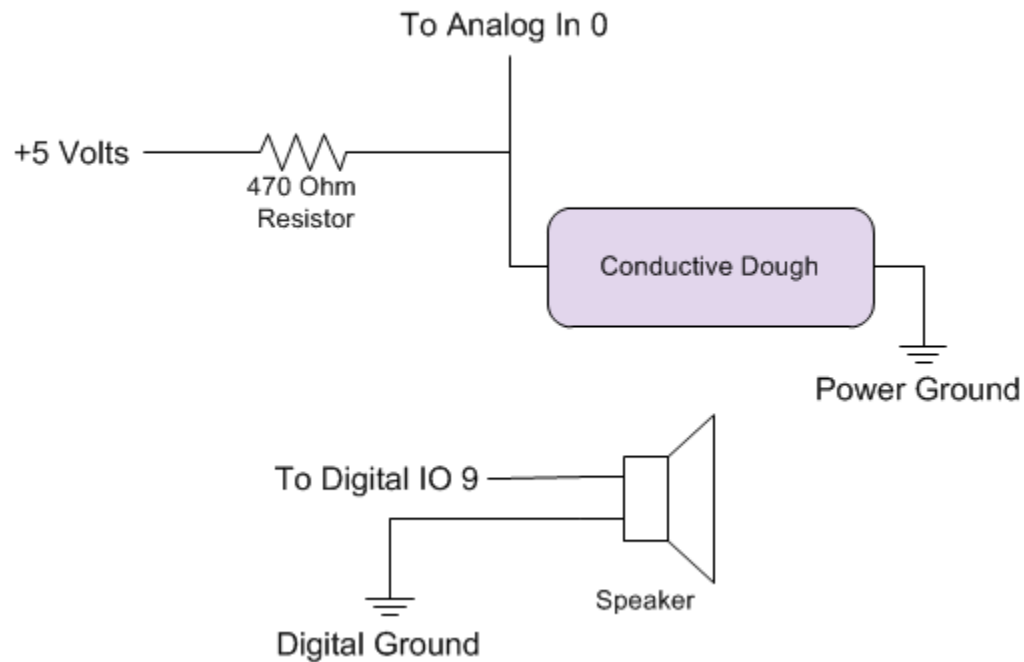 To Analog In 0
+5 Volts
470 Ohm
Resistor
Conductive Dough
Power Ground
To Digital IO 9
Speaker
Digital Ground